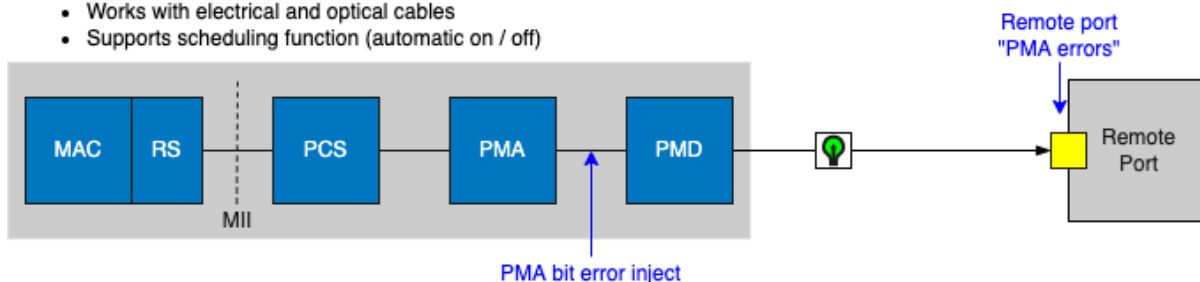 • Works with electrical and optical cables
• Supports scheduling function (automatic on / off)
Remote port
"PMA errors"
MAC
RS
PCS
PMA
PMD
Remote
Port
MII
PMA bit error inject